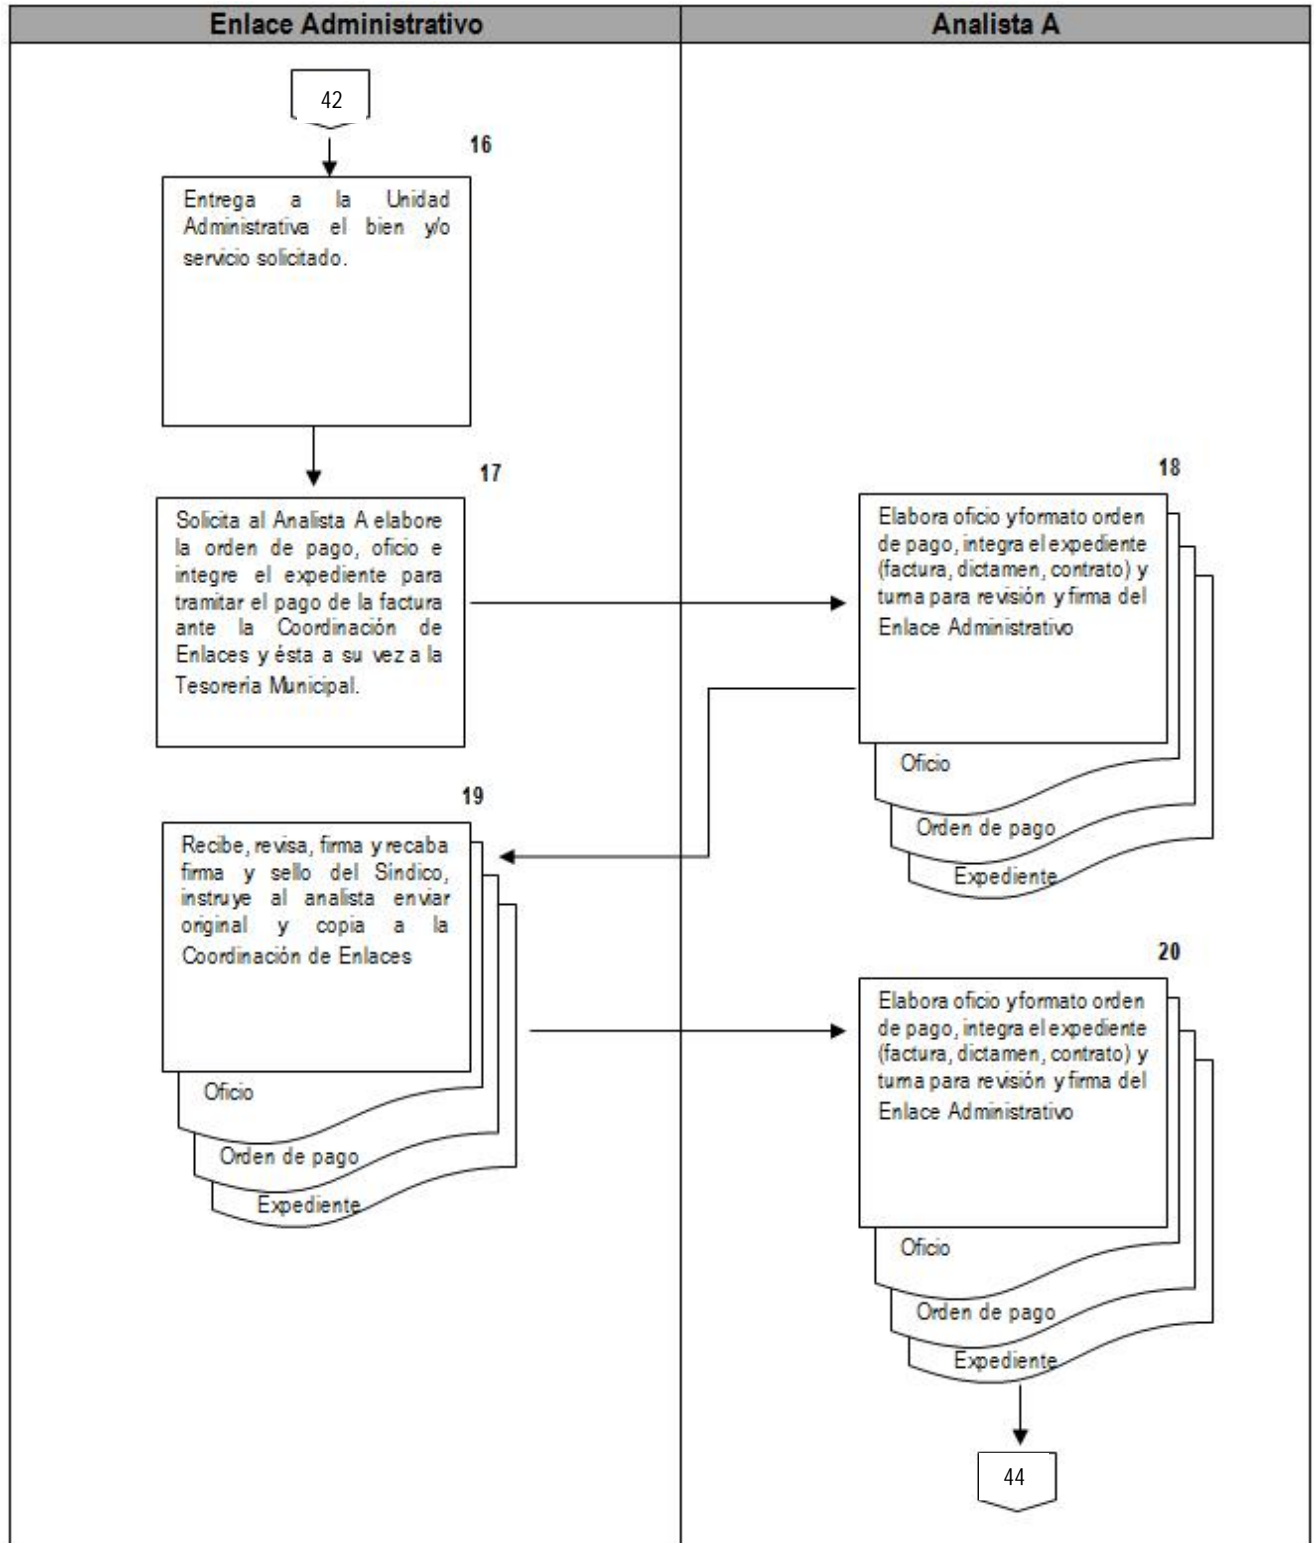 Enlace Administrativo
Analista A
42
16
Entrega a la Unidad
Administrativa el bien y/o
servicio solicitado.
17
Solicita al Analista A elabore
la orden de pago, oficio e
integre el expediente para
tramitar el pago de la factura
ante la Coordinación de
Enlaces y ésta a su vez a la
Tesorería Municipal.
18
Elabora oficio y formato orden
de pago, integra el expediente
(factura, dictamen, contrato) y
turna para revisión y firma del
Enlace Administrativo
Oficio
Orden de pago
Expediente
19
Recibe, revisa, firma y recaba
firma y sello del Síndico,
instruye al analista enviar
original y copia a la
Coordinación de Enlaces
Oficio
Orden de pago
Expediente
20
Elabora oficio y formato orden
de pago, integra el expediente
(factura, dictamen, contrato) y
turna para revisión y firma del
Enlace Administrativo
Oficio
Orden de pago
Expediente
44